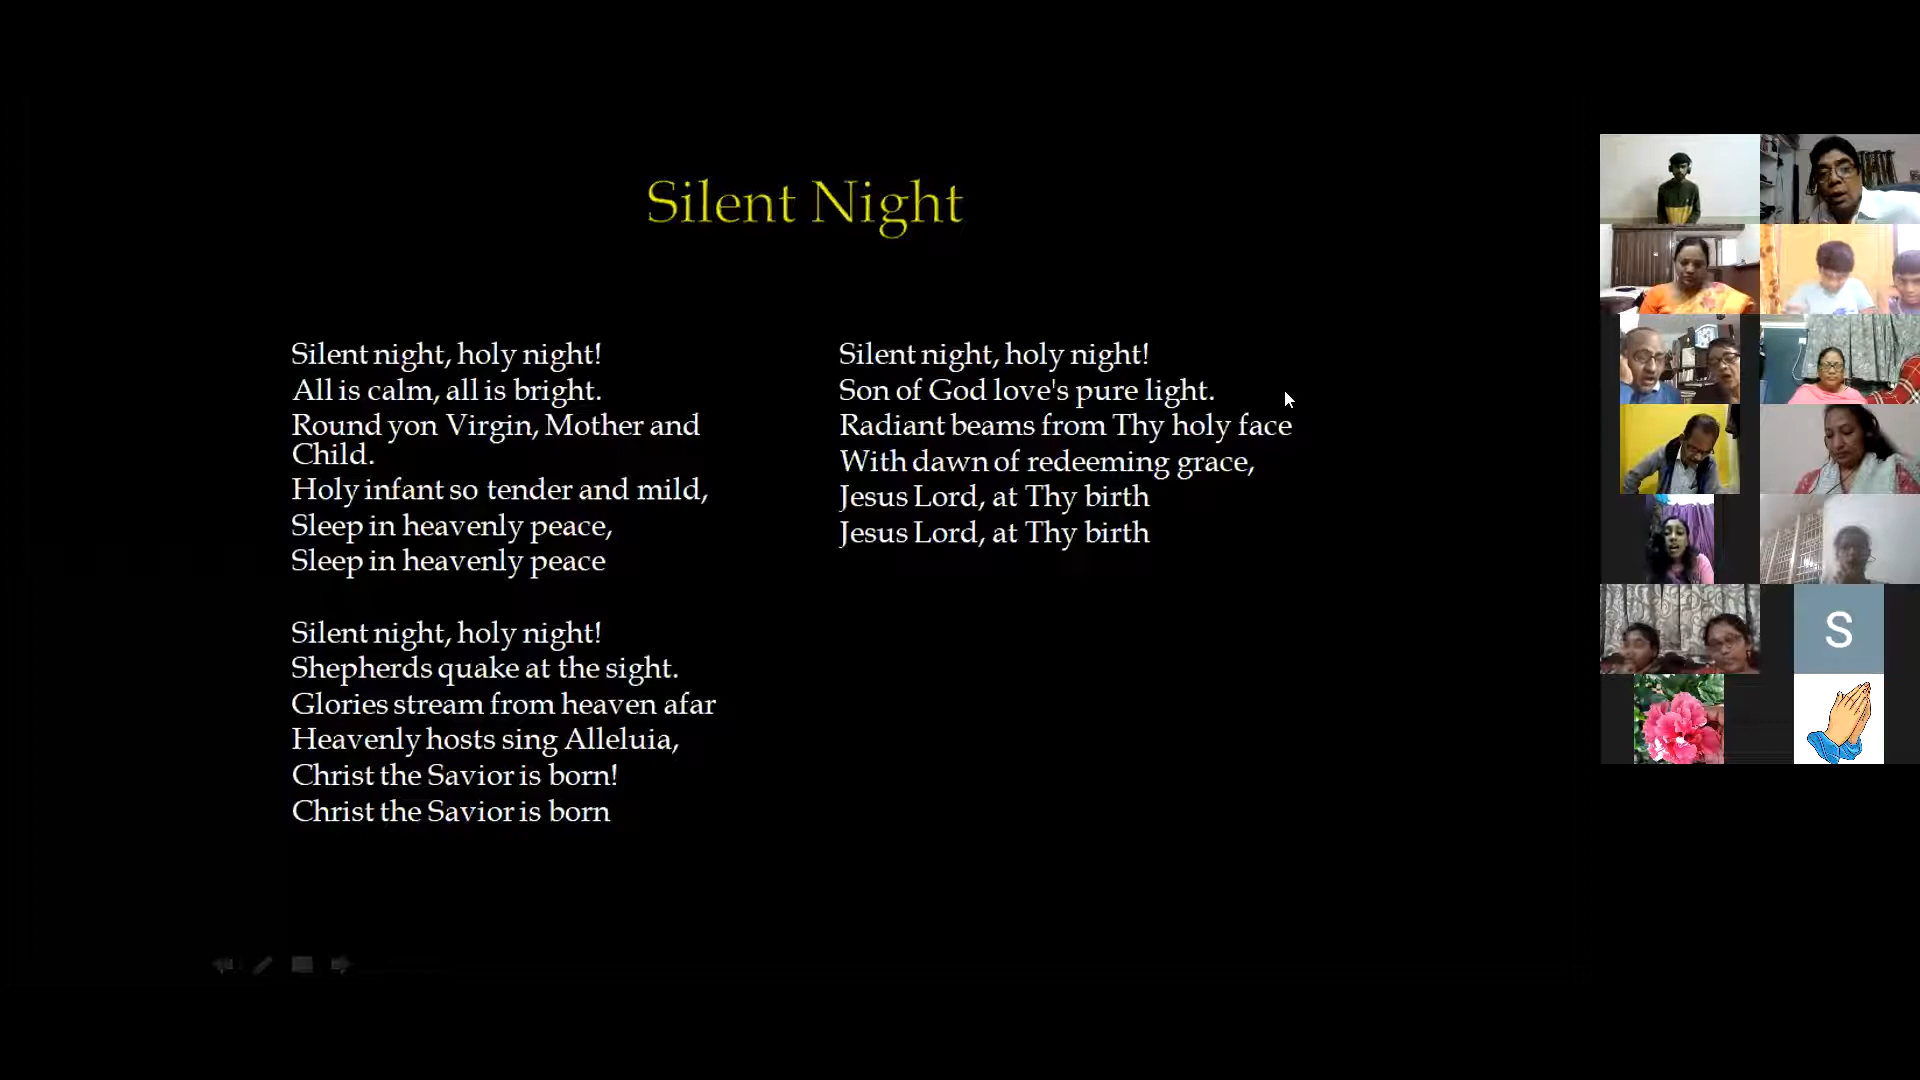 Silent Night
Silent night, holy night!
All is calm, all is bright.
Round yon Virgin, Mother and
Child.
Holy infant so tender and mild,
Sleep in heavenly peace,
Sleep in heavenly peace
Silent night, holy night!
Shepherds quake at the sight.
Glories stream from heaven afar
Heavenly hosts sing Alleluia,
Christ the Savior is born!
Christ the Savior is born
Silent night, holy night!
Son of God love's pure light.
Radiant beams from Thy holy face
With dawn of redeeming grace,
Jesus Lord, at Thy birth
Jesus Lord, at Thy birth
S